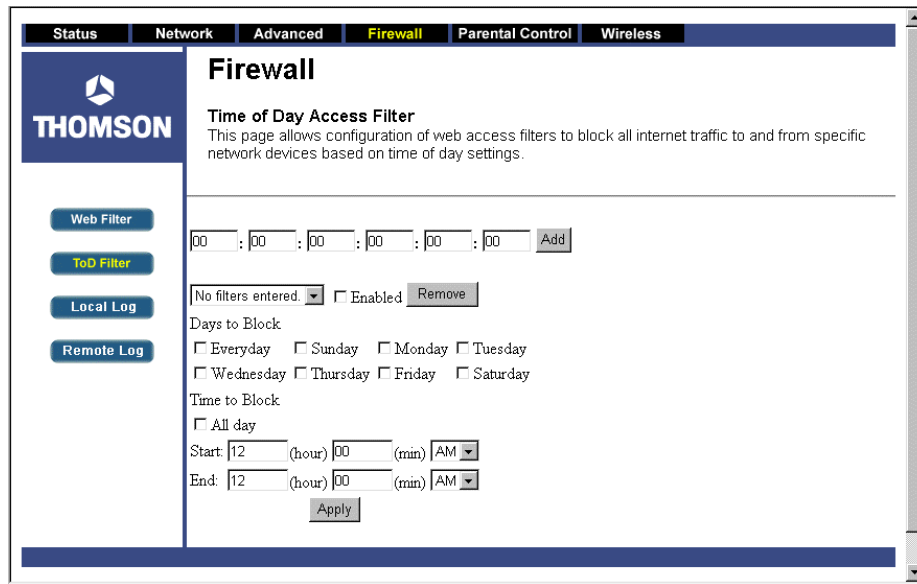 Status Network Advanced Firewall Parental Control Wireless
THOMSON
Firewall
Time of Day Access Filter
This page allows configuration of web access filters to block all internet traffic to and from specific
network devices based on time of day settings.
Web Filter
ToD Filter
Local Log
Remote Log
00 : 00 : 00 : 00 : 00 : 00 Add
No filters entered. Enabled Remove
Days to Block
Everyday Sunday Monday Tuesday
Wednesday Thursday Friday Saturday
Time to Block
All day
Start: 12 (hour) 00 (min) AM
End: 12 (hour) 00 (min) AM
Apply